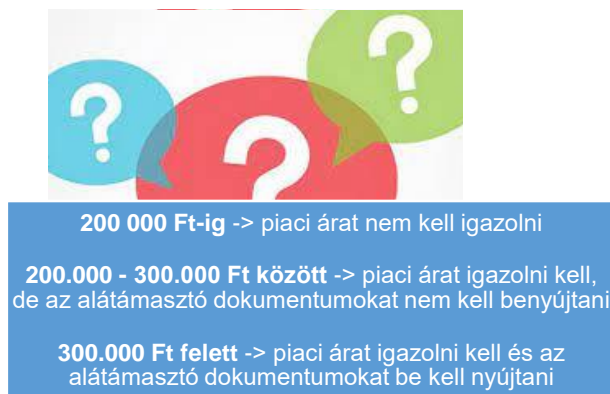 200 000 Ft-ig -> piaci árat nem kell igazolni
200.000 - 300.000 Ft között -> piaci árat igazolni kell,
de az alátámasztó dokumentumokat nem kell benyújtani
300.000 Ft felett -> piaci árat igazolni kell és az
alátámasztó dokumentumokat be kell nyújtani